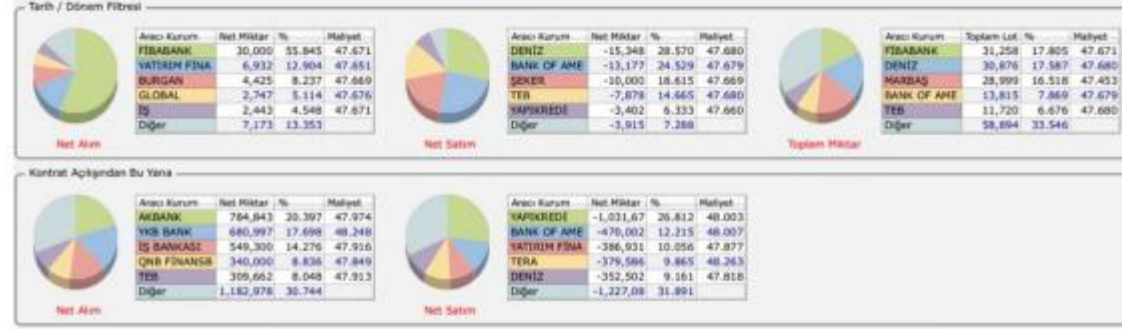 Tarih / Dönem Filtresi
Aracı Kurum Net Miktar % Maliyet
FİBABANK 30,000 55.845 47.671
YATIRIM FİNA 6,932 12.904 47.651
BURGAN 4,425 8.237 47.669
GLOBAL 2,747 5.114 47.676
İŞ 2,443 4.548 47.671
Diğer 7,173 13.353
Net Alım
Aracı Kurum Net Miktar % Maliyet
DENİZ -15,348 28.570 47.680
BANK OF AME -13,177 24.529 47.679
ŞEKER -10,000 18.615 47.669
TEB -7,878 14.665 47.680
YAPIKREDİ -3,402 6.333 47.660
Diğer -3,915 7.288
Net Satım
Aracı Kurum Toplam Lot % Maliyet
FİBABANK 31,258 17.805 47.671
DENİZ 30,876 17.587 47.680
MARBAŞ 28,999 16.518 47.453
BANK OF AME 13,815 7.869 47.679
TEB 11,720 6.676 47.680
Diğer 58,894 33.546
Toplam Miktar
Kontrat Açılışından Bu Yana
Aracı Kurum Net Miktar % Maliyet
AKBANK 784,843 20.397 47.974
YKB BANK 680,997 17.698 48.248
İŞ BANKASI 549,300 14.276 47.916
QNB FİNANSB 340,000 8.836 47.849
TEB 309,662 8.048 47.913
Diğer 1,182,978 30.744
Net Alım
Aracı Kurum Net Miktar % Maliyet
YAPIKREDİ -1,031,67 26.812 48.003
BANK OF AME -470,002 12.215 48.007
YATIRIM FİNA -386,931 10.056 47.877
TERA -379,586 9.865 48.263
DENİZ -352,502 9.161 47.818
Diğer -1,227,08 31.891
Net Satım